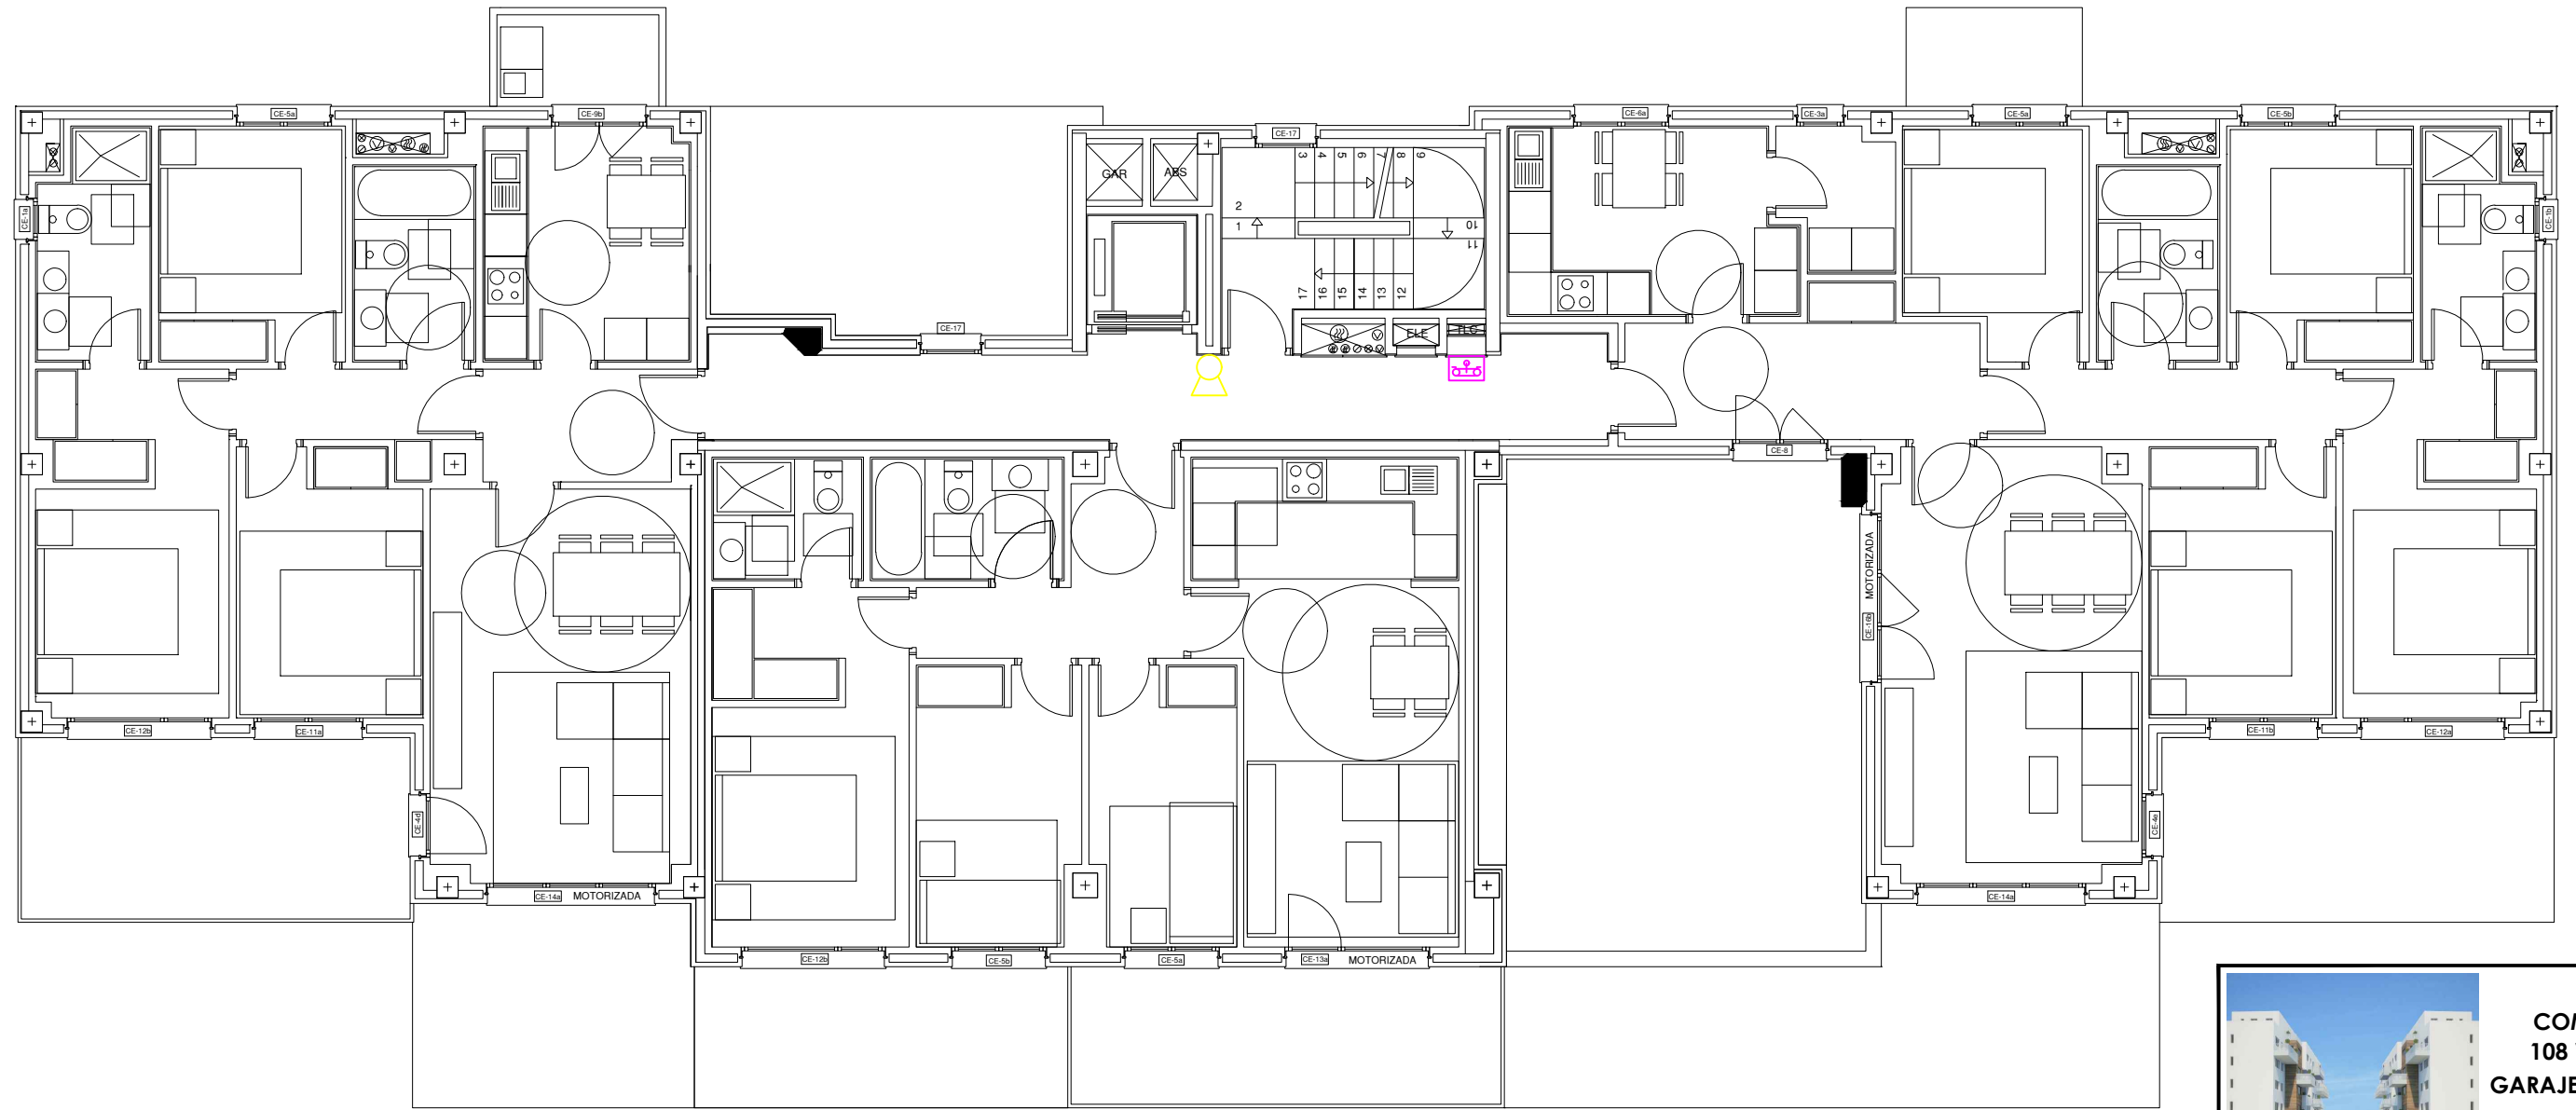 CE-5a
CE-9b
CE-17
CE-6a
CE-3a
CE-5a
CE-5b
GAR
ABS
3 4 5 6 7 8 9
2
1
10
11
17 16 15 14 13 12
CE-1a
CE-1b
CE-17
ELE
TLC
CE-8
MOTORIZADA
CE-16b
CE-12b
CE-11a
CE-11b
CE-12a
CE-4d
CE-4e
CE-14a MOTORIZADA
CE-14a
CE-12b
CE-5b
CE-5a
CE-13a MOTORIZADA
COM
108
GARAJE